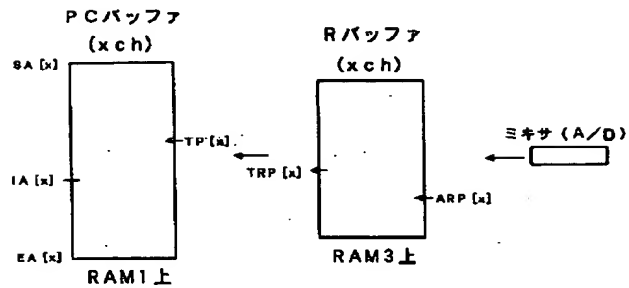 PCバッファ
(xch)
SA[x]
TP[x]
IA[x]
EA[x]
RAM1上
Rバッファ
(xch)
TRP[x]
ARP[x]
RAM3上
ミキサ(A/D)